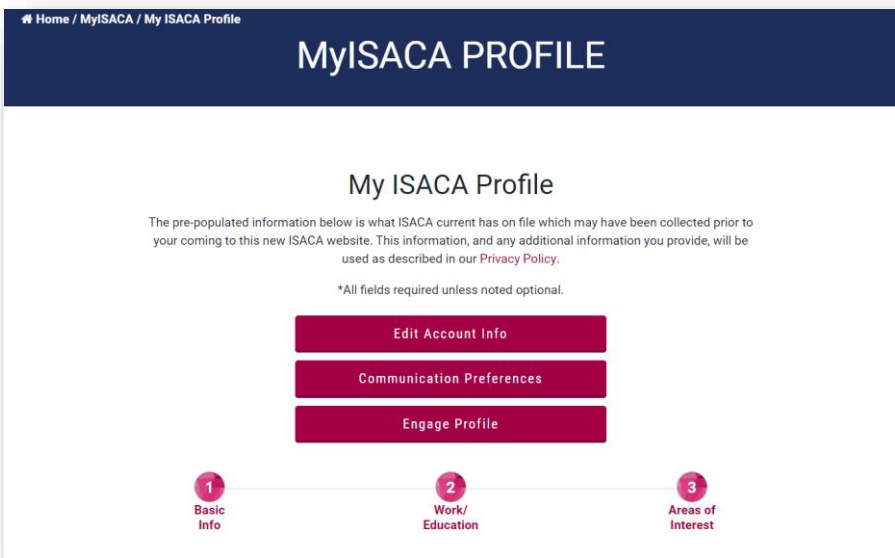 Home / MyISACA / My ISACA Profile
MyISACA PROFILE
My ISACA Profile
The pre-populated information below is what ISACA current has on file which may have been collected prior to
your coming to this new ISACA website. This information, and any additional information you provide, will be
used as described in our Privacy Policy.
*All fields required unless noted optional.
Edit Account Info
Communication Preferences
Engage Profile
1
Basic
Info
2
Work/
Education
3
Areas of
Interest